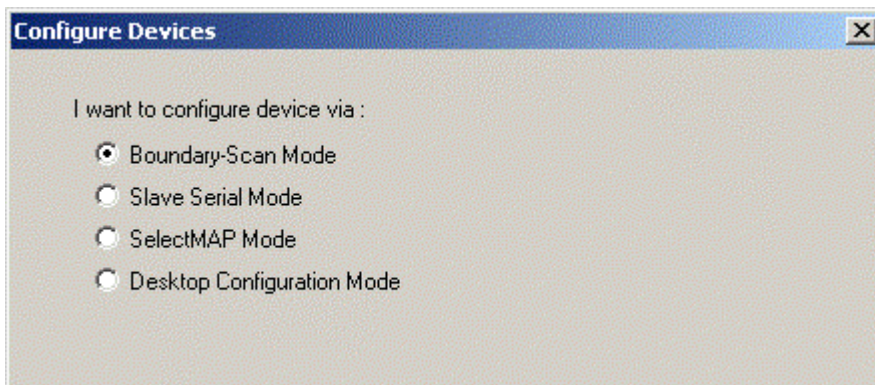 Configure Devices
I want to configure device via :
Boundary-Scan Mode
Slave Serial Mode
SelectMAP Mode
Desktop Configuration Mode